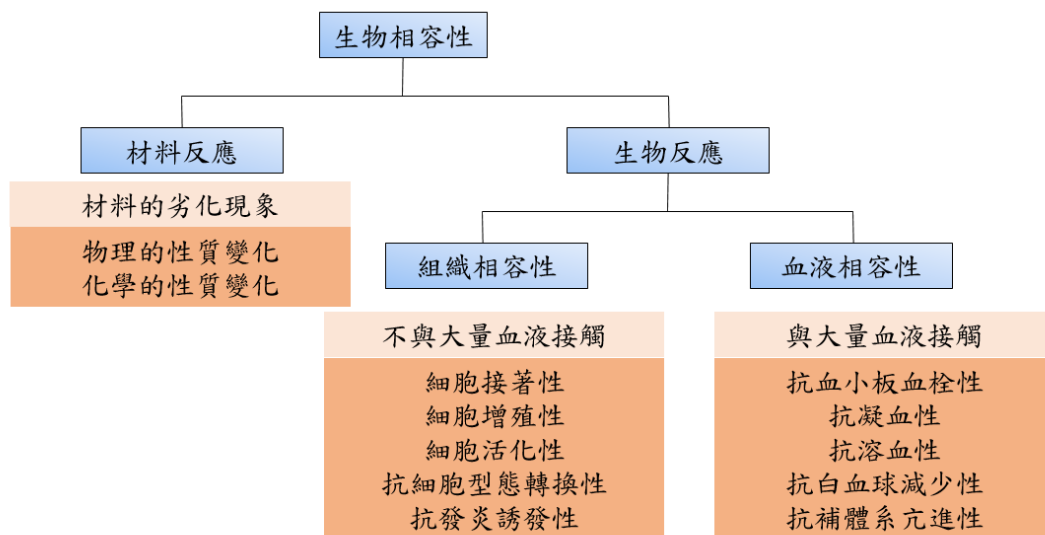 生物相容性
材料反應
生物反應
材料的劣化現象
物理的性質變化
化學的性質變化
組織相容性
血液相容性
不與大量血液接觸
細胞接著性
細胞增殖性
細胞活化性
抗細胞型態轉換性
抗發炎誘發性
與大量血液接觸
抗血小板血栓性
抗凝血性
抗溶血性
抗白血球減少性
抗補體系亢進性